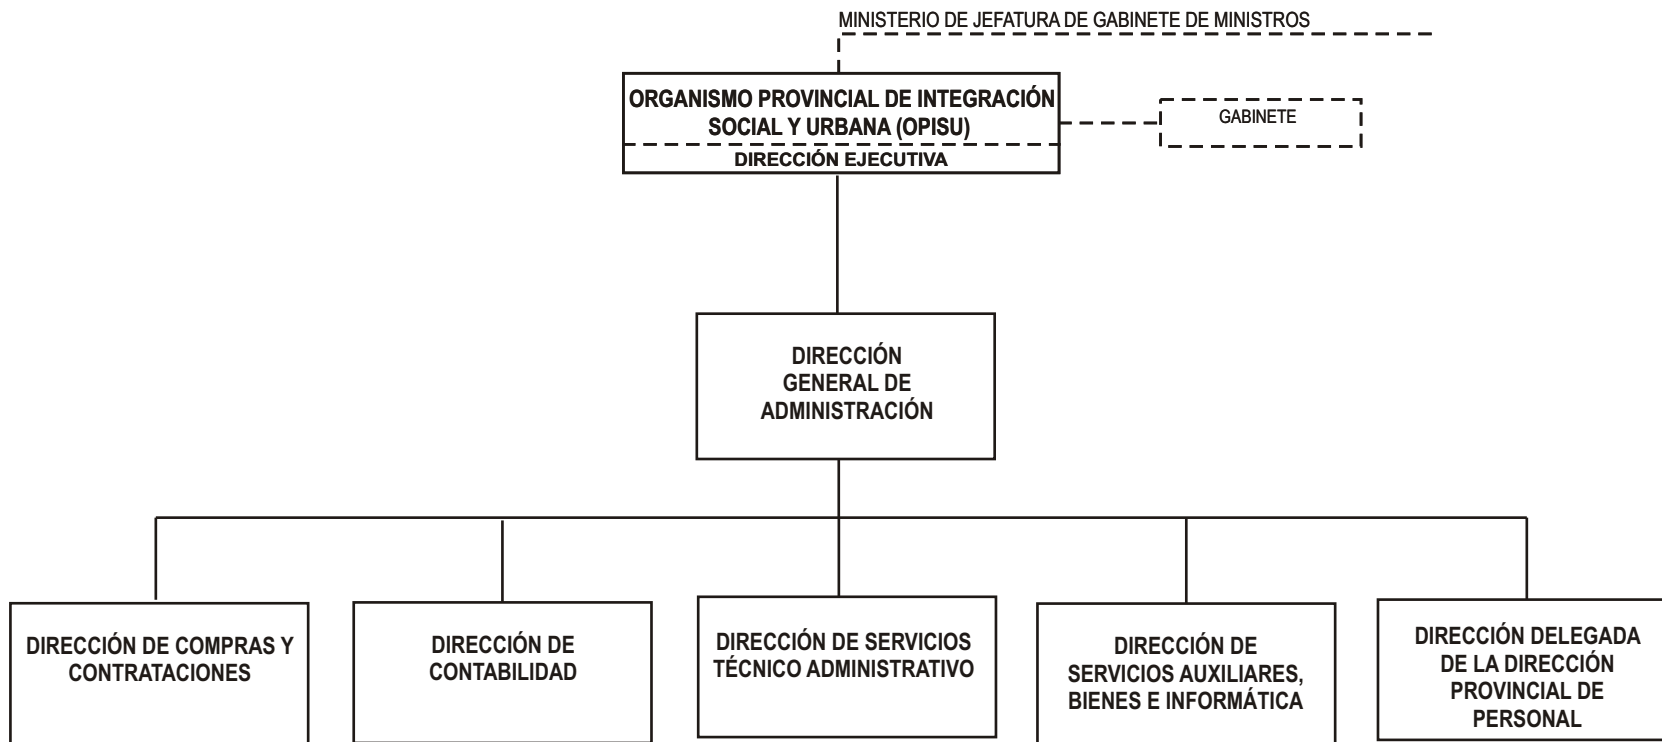 MINISTERIO DE JEFATURA DE GABINETE DE MINISTROS
ORGANISMO PROVINCIAL DE INTEGRACIÓN
SOCIAL Y URBANA (OPISU)
DIRECCIÓN EJECUTIVA
GABINETE
DIRECCIÓN
GENERAL DE
ADMINISTRACIÓN
DIRECCIÓN DE COMPRAS Y
CONTRATACIONES
DIRECCIÓN DE
CONTABILIDAD
DIRECCIÓN DE SERVICIOS
TÉCNICO ADMINISTRATIVO
DIRECCIÓN DE
SERVICIOS AUXILIARES,
BIENES E INFORMÁTICA
DIRECCIÓN DELEGADA
DE LA DIRECCIÓN
PROVINCIAL DE
PERSONAL